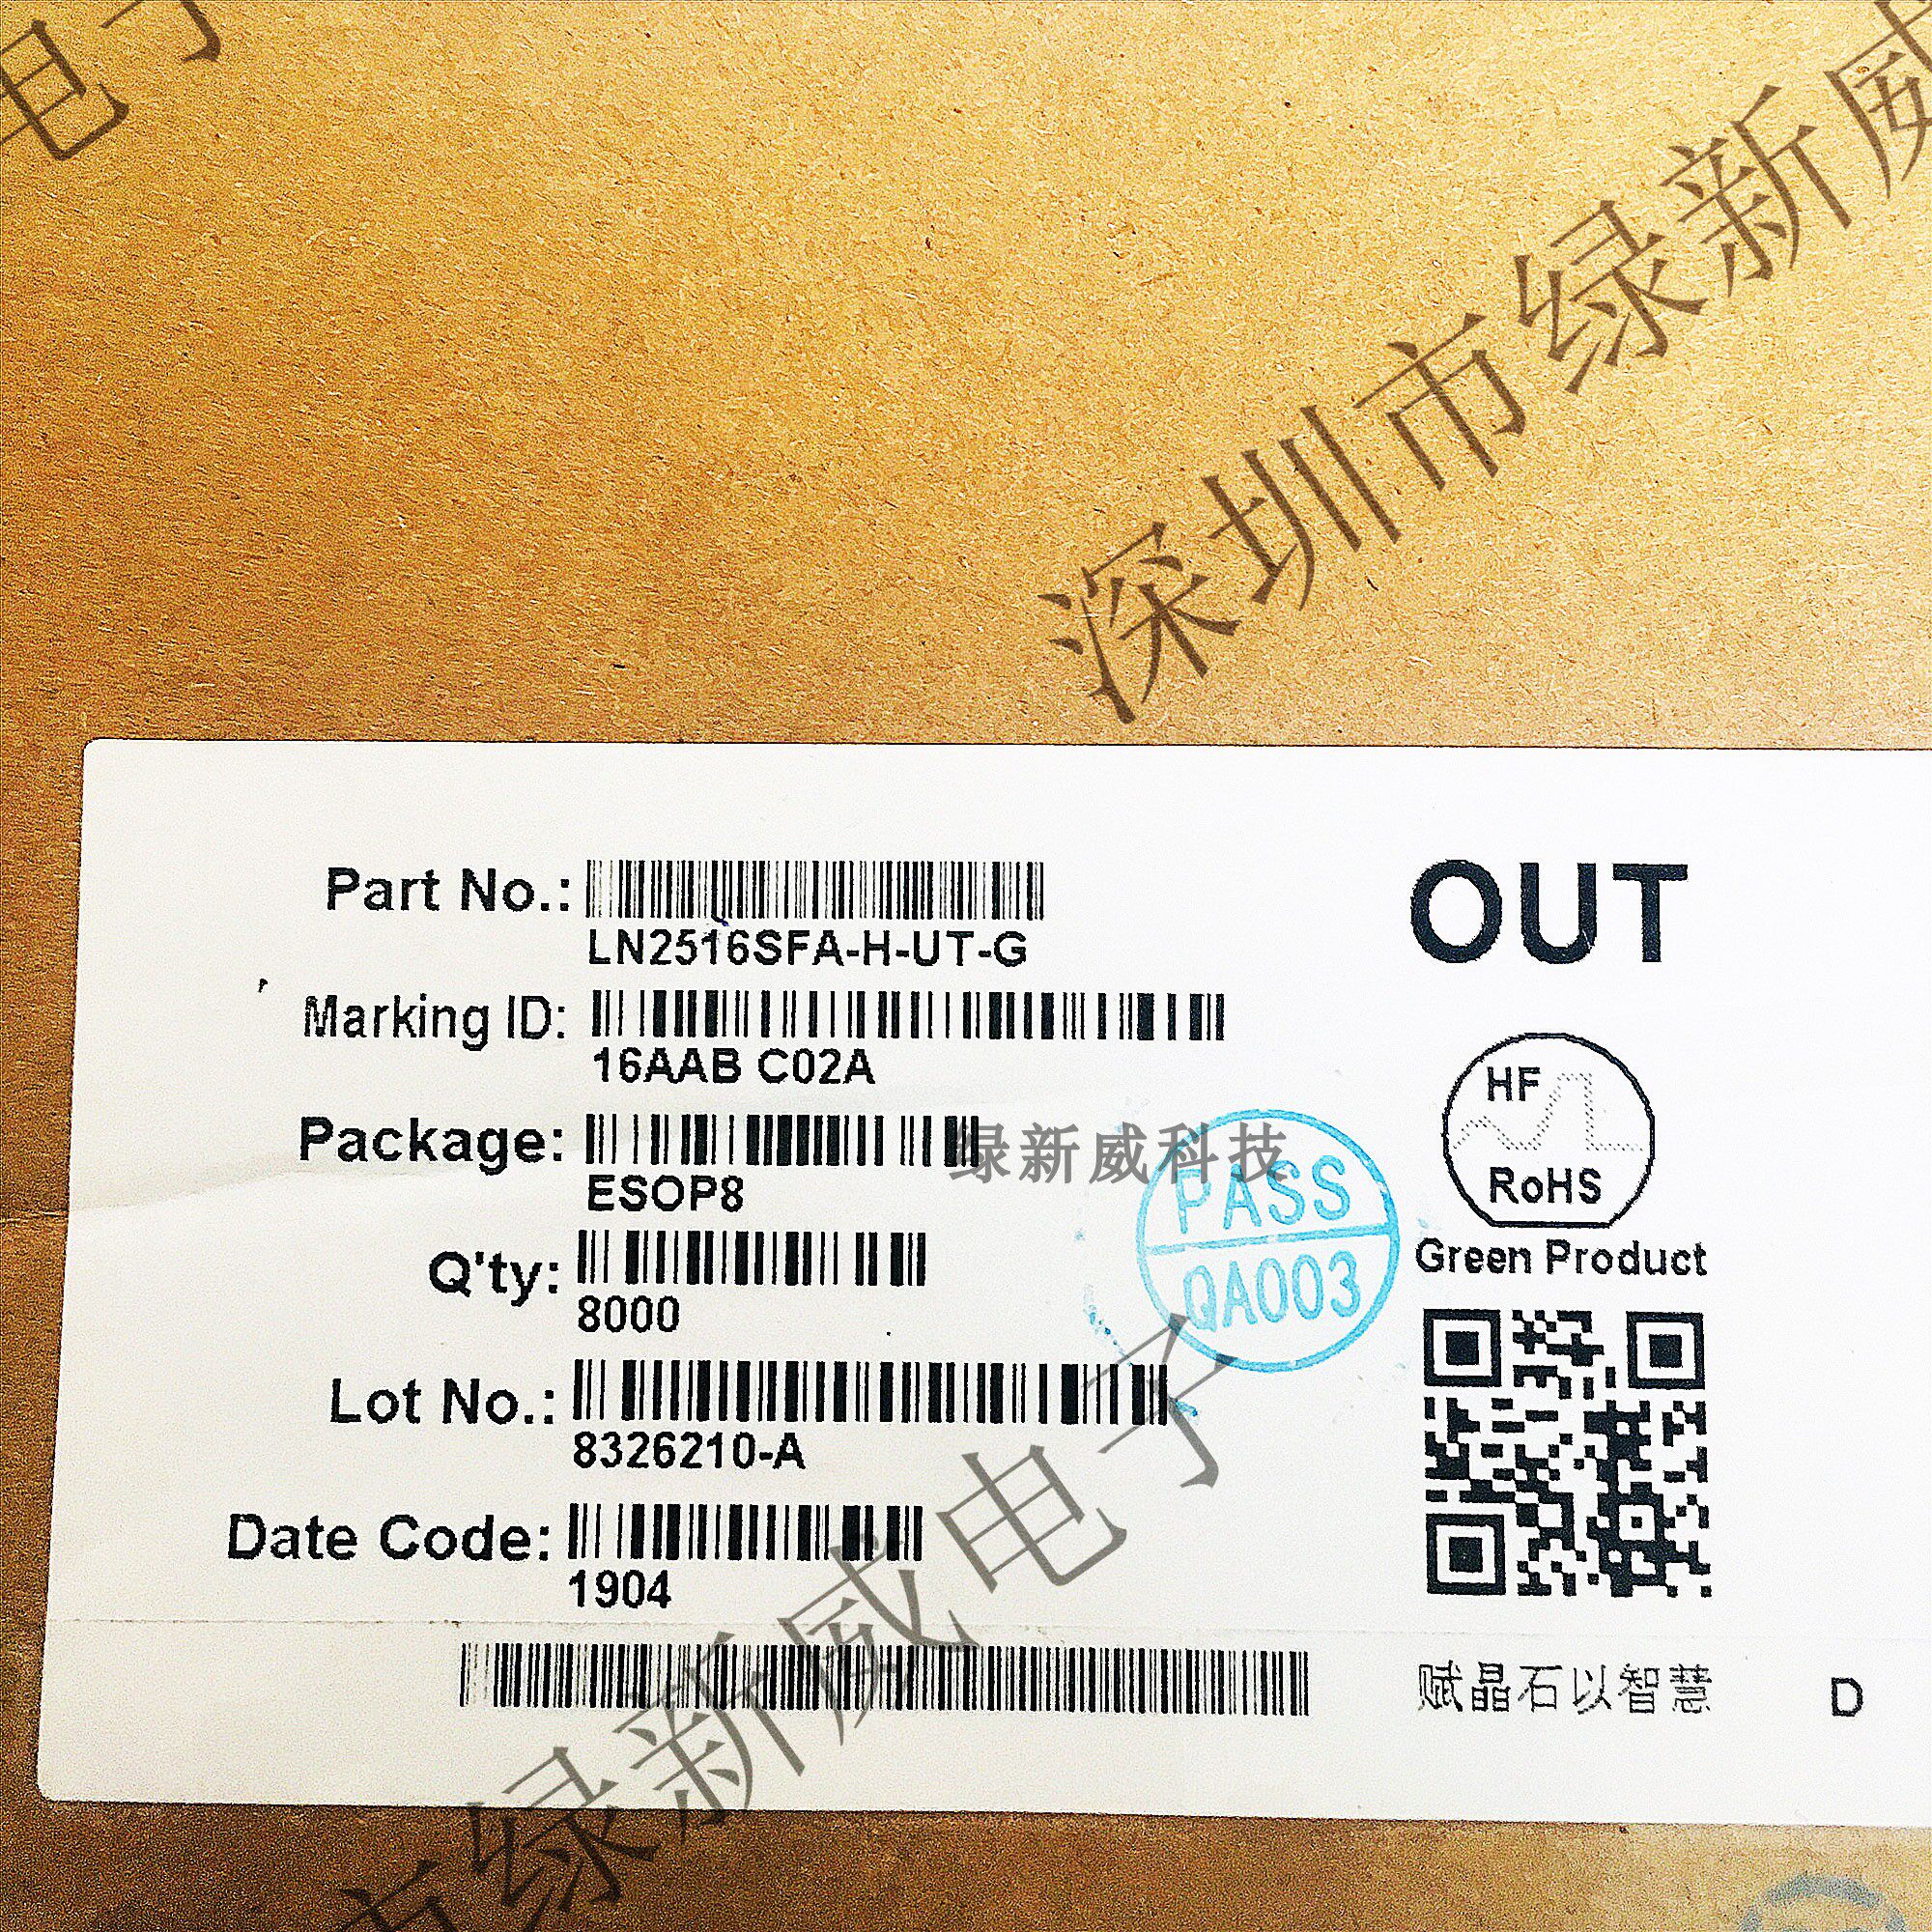 电子
深圳市绿新威
Part No.:
LN2516SFA-H-UT-G
OUT
Marking ID:
16AAB C02A
HF
RoHS
Green Product
Package:
ESOP8
绿新威科技
PASS
QA003
Q'ty:
8000
Lot No.:
8326210-A
Date Code:
1904
赋晶石以智慧
D
市绿新威电子